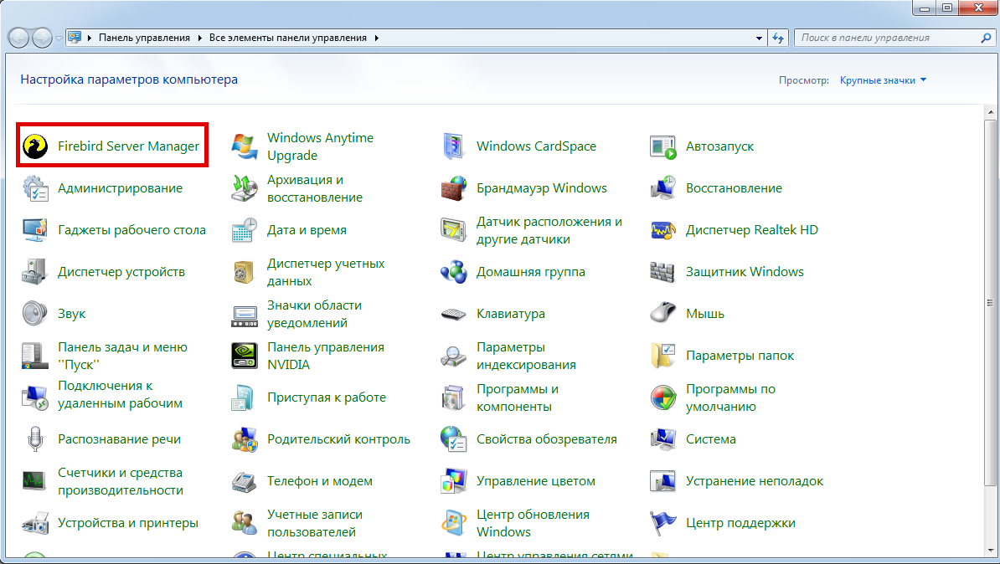 Панель управления ▸ Все элементы панели управления ▸
Поиск в панели управления
Настройка параметров компьютера
Просмотр: Крупные значки
Firebird Server Manager
Windows Anytime
Upgrade
Windows CardSpace
Автозапуск
Администрирование
Архивация и
восстановление
Брандмауэр Windows
Восстановление
Гаджеты рабочего стола
Дата и время
Датчик расположения и
другие датчики
Диспетчер Realtek HD
Диспетчер устройств
Диспетчер учетных
данных
Домашняя группа
Защитник Windows
Звук
Значки области
уведомлений
Клавиатура
Мышь
Панель задач и меню
''Пуск''
Панель управления
NVIDIA
Параметры
индексирования
Параметры папок
Подключения к
удаленным рабочим
Приступая к работе
Программы и
компоненты
Программы по
умолчанию
Распознавание речи
Родительский контроль
Свойства обозревателя
Система
Счетчики и средства
производительности
Телефон и модем
Управление цветом
Устранение неполадок
Устройства и принтеры
Учетные записи
пользователей
Центр обновления
Windows
Центр поддержки
Центр специальных
Центр управления сетями